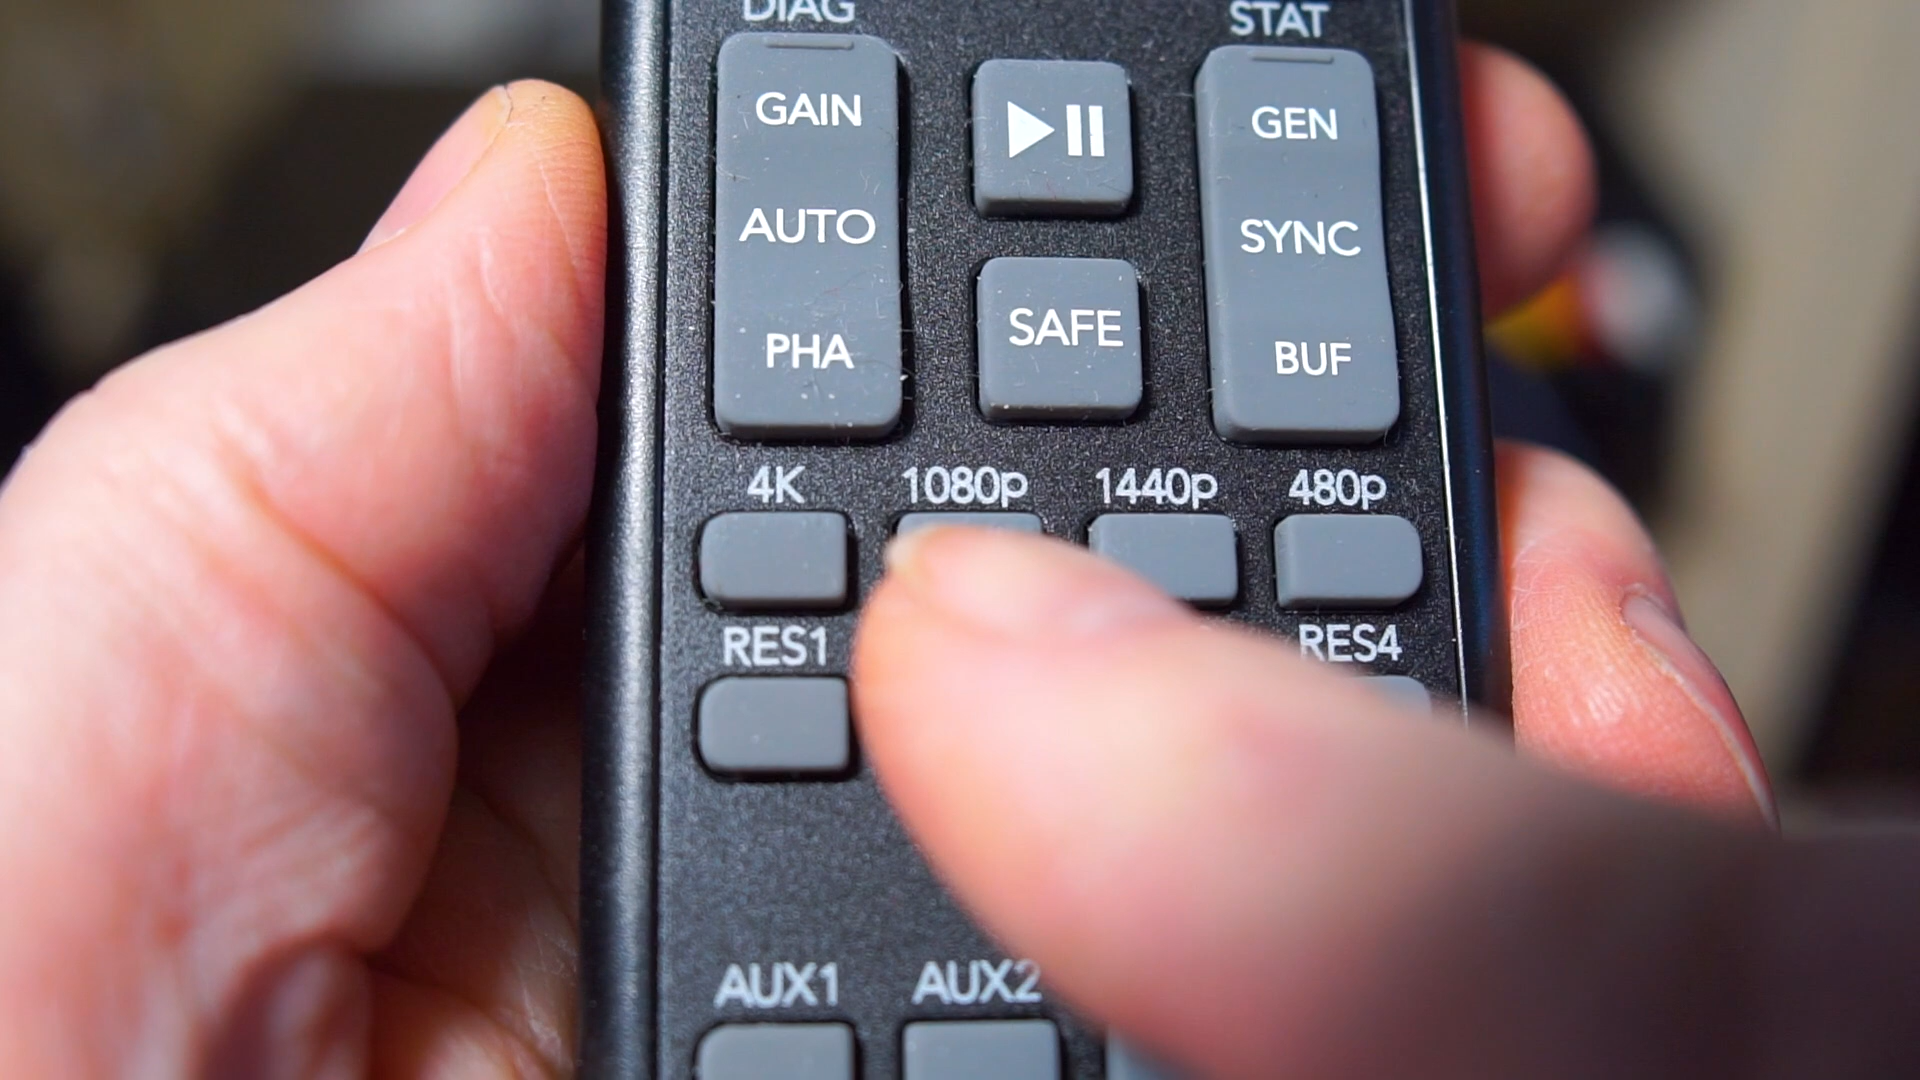 DIAG
STAT
GAIN
GEN
AUTO
SYNC
SAFE
PHA
BUF
4K
1080p
1440p
480p
RES1
RES4
AUX1
AUX2